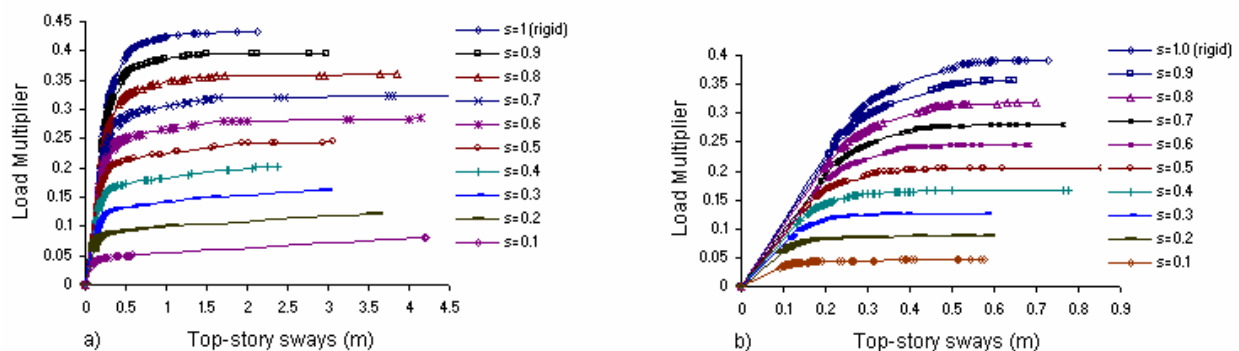 Load Multiplier
0.45
0.4
0.35
0.3
0.25
0.2
0.15
0.1
0.05
0
0 0.5 1 1.5 2 2.5 3 3.5 4 4.5
a) Top-story sways (m)
s=1 (rigid)
s=0.9
s=0.8
s=0.7
s=0.6
s=0.5
s=0.4
s=0.3
s=0.2
s=0.1
Load Multiplier
0.4
0.35
0.3
0.25
0.2
0.15
0.1
0.05
0
0 0.1 0.2 0.3 0.4 0.5 0.6 0.7 0.8 0.9
b) Top-story sways (m)
s=1.0 (rigid)
s=0.9
s=0.8
s=0.7
s=0.6
s=0.5
s=0.4
s=0.3
s=0.2
s=0.1